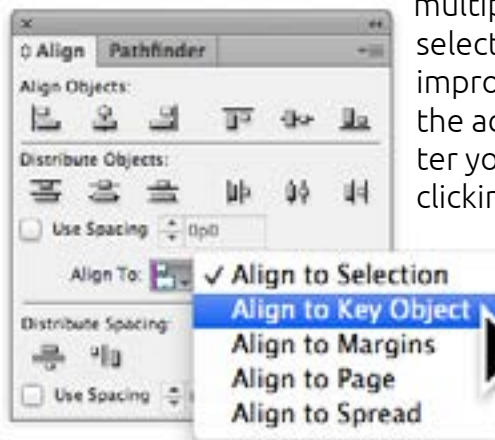 multip
select
impro
the ac
ter yo
clickin
Align Pathfinder
Align Objects:
Distribute Objects:
Use Spacing 0p0
Align To:
✓ Align to Selection
Align to Key Object
Align to Margins
Align to Page
Align to Spread
Distribute Spacing:
Use Spacing